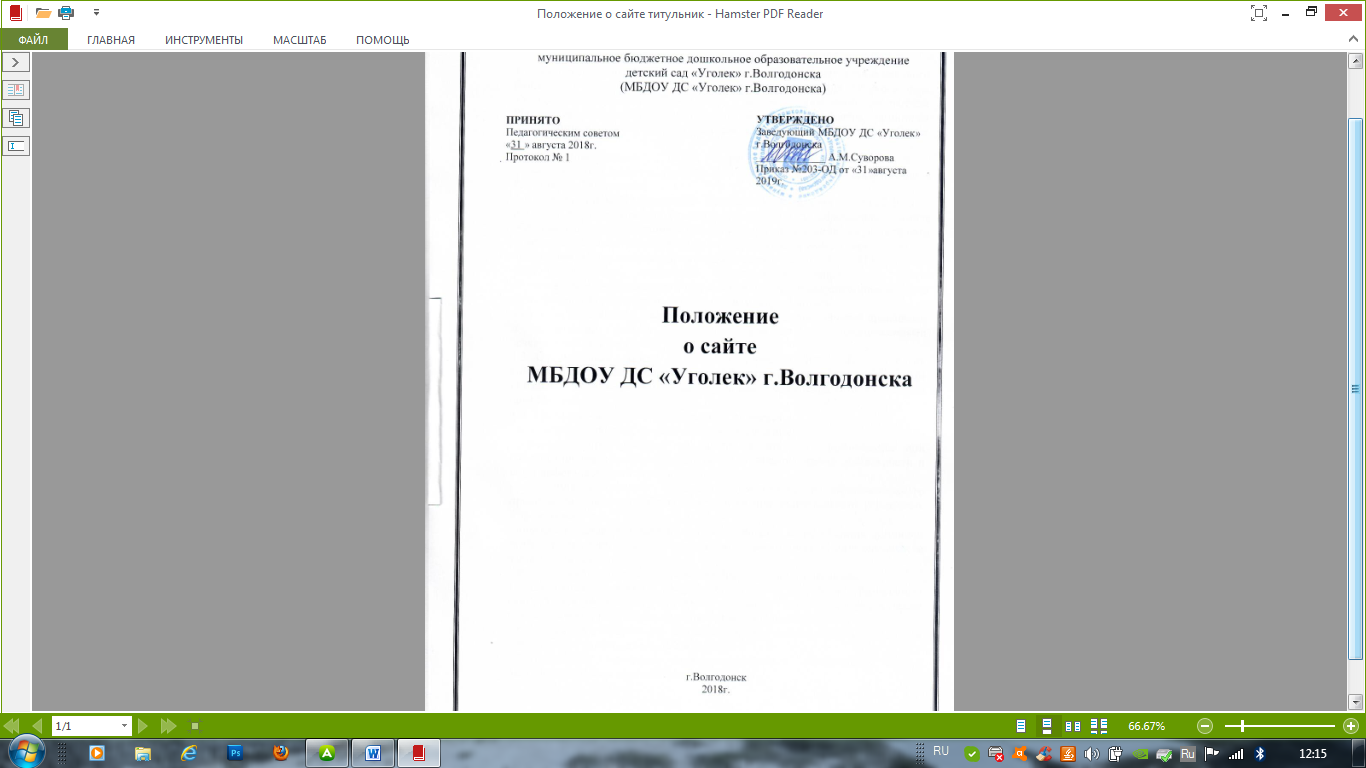 Положение о сайте титульник - Hamster PDF Reader
ФАЙЛ ГЛАВНАЯ ИНСТРУМЕНТЫ МАСШТАБ ПОМОЩЬ
муниципальное бюджетное дошкольное образовательное учреждение
детский сад «Уголек» г.Волгодонска
(МБДОУ ДС «Уголек» г.Волгодонска)
ПРИНЯТО
Педагогическим советом
«31 » августа 2018г.
Протокол № 1
УТВЕРЖДЕНО
Заведующий МБДОУ ДС «Уголек»
г.Волгодонска
Л.М.Суворова
Приказ №203-ОД от «31»августа
2019г.
Положение
о сайте
МБДОУ ДС «Уголек» г.Волгодонска
г.Волгодонск
2018г.
1/1
66.67%
RU
Ru
12:15